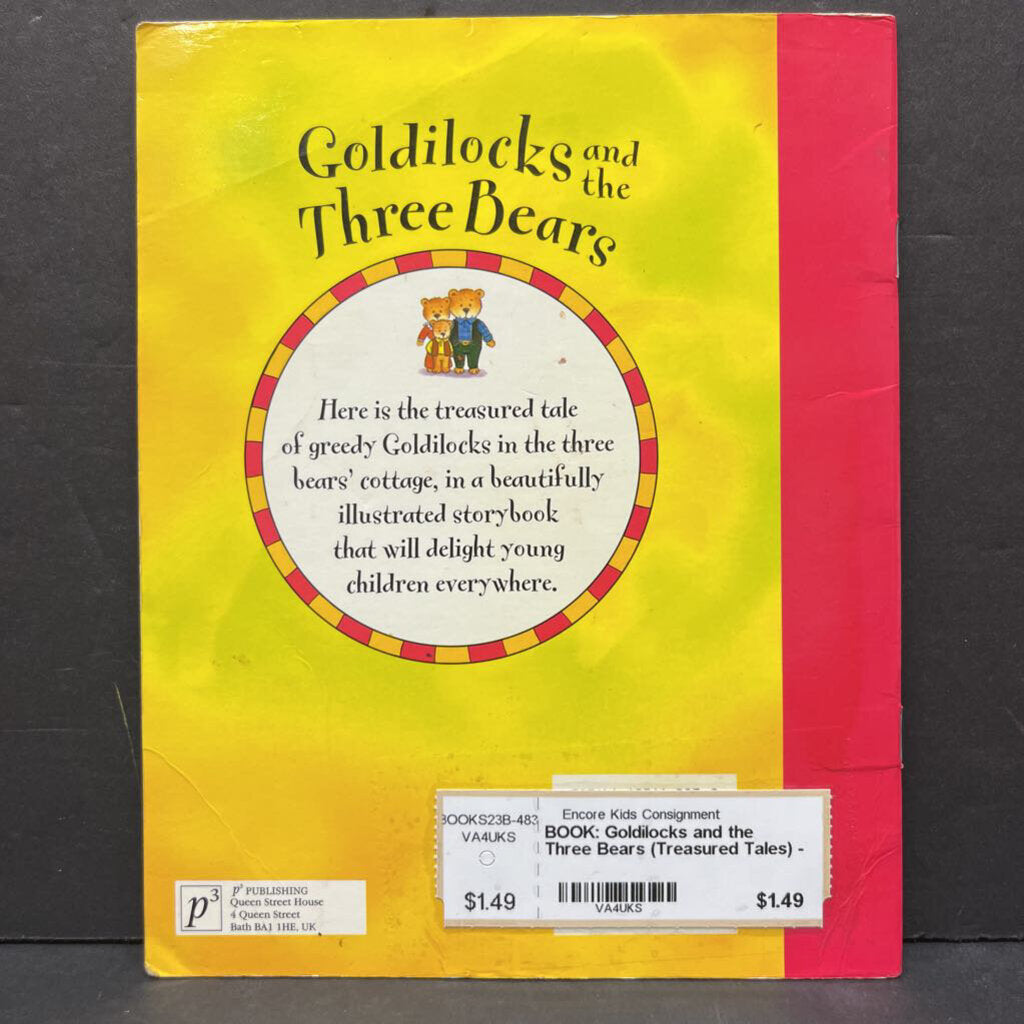 Goldilocks and the
Three Bears
Here is the treasured tale
of greedy Goldilocks in the three
bears' cottage, in a beautifully
illustrated storybook
that will delight young
children everywhere.
BOOKS23B-483
VA4UKS
$1.49
Encore Kids Consignment
BOOK: Goldilocks and the
Three Bears (Treasured Tales) -
VA4UKS
$1.49
p³
p³ PUBLISHING
Queen Street House
4 Queen Street
Bath BA1 1HE, UK